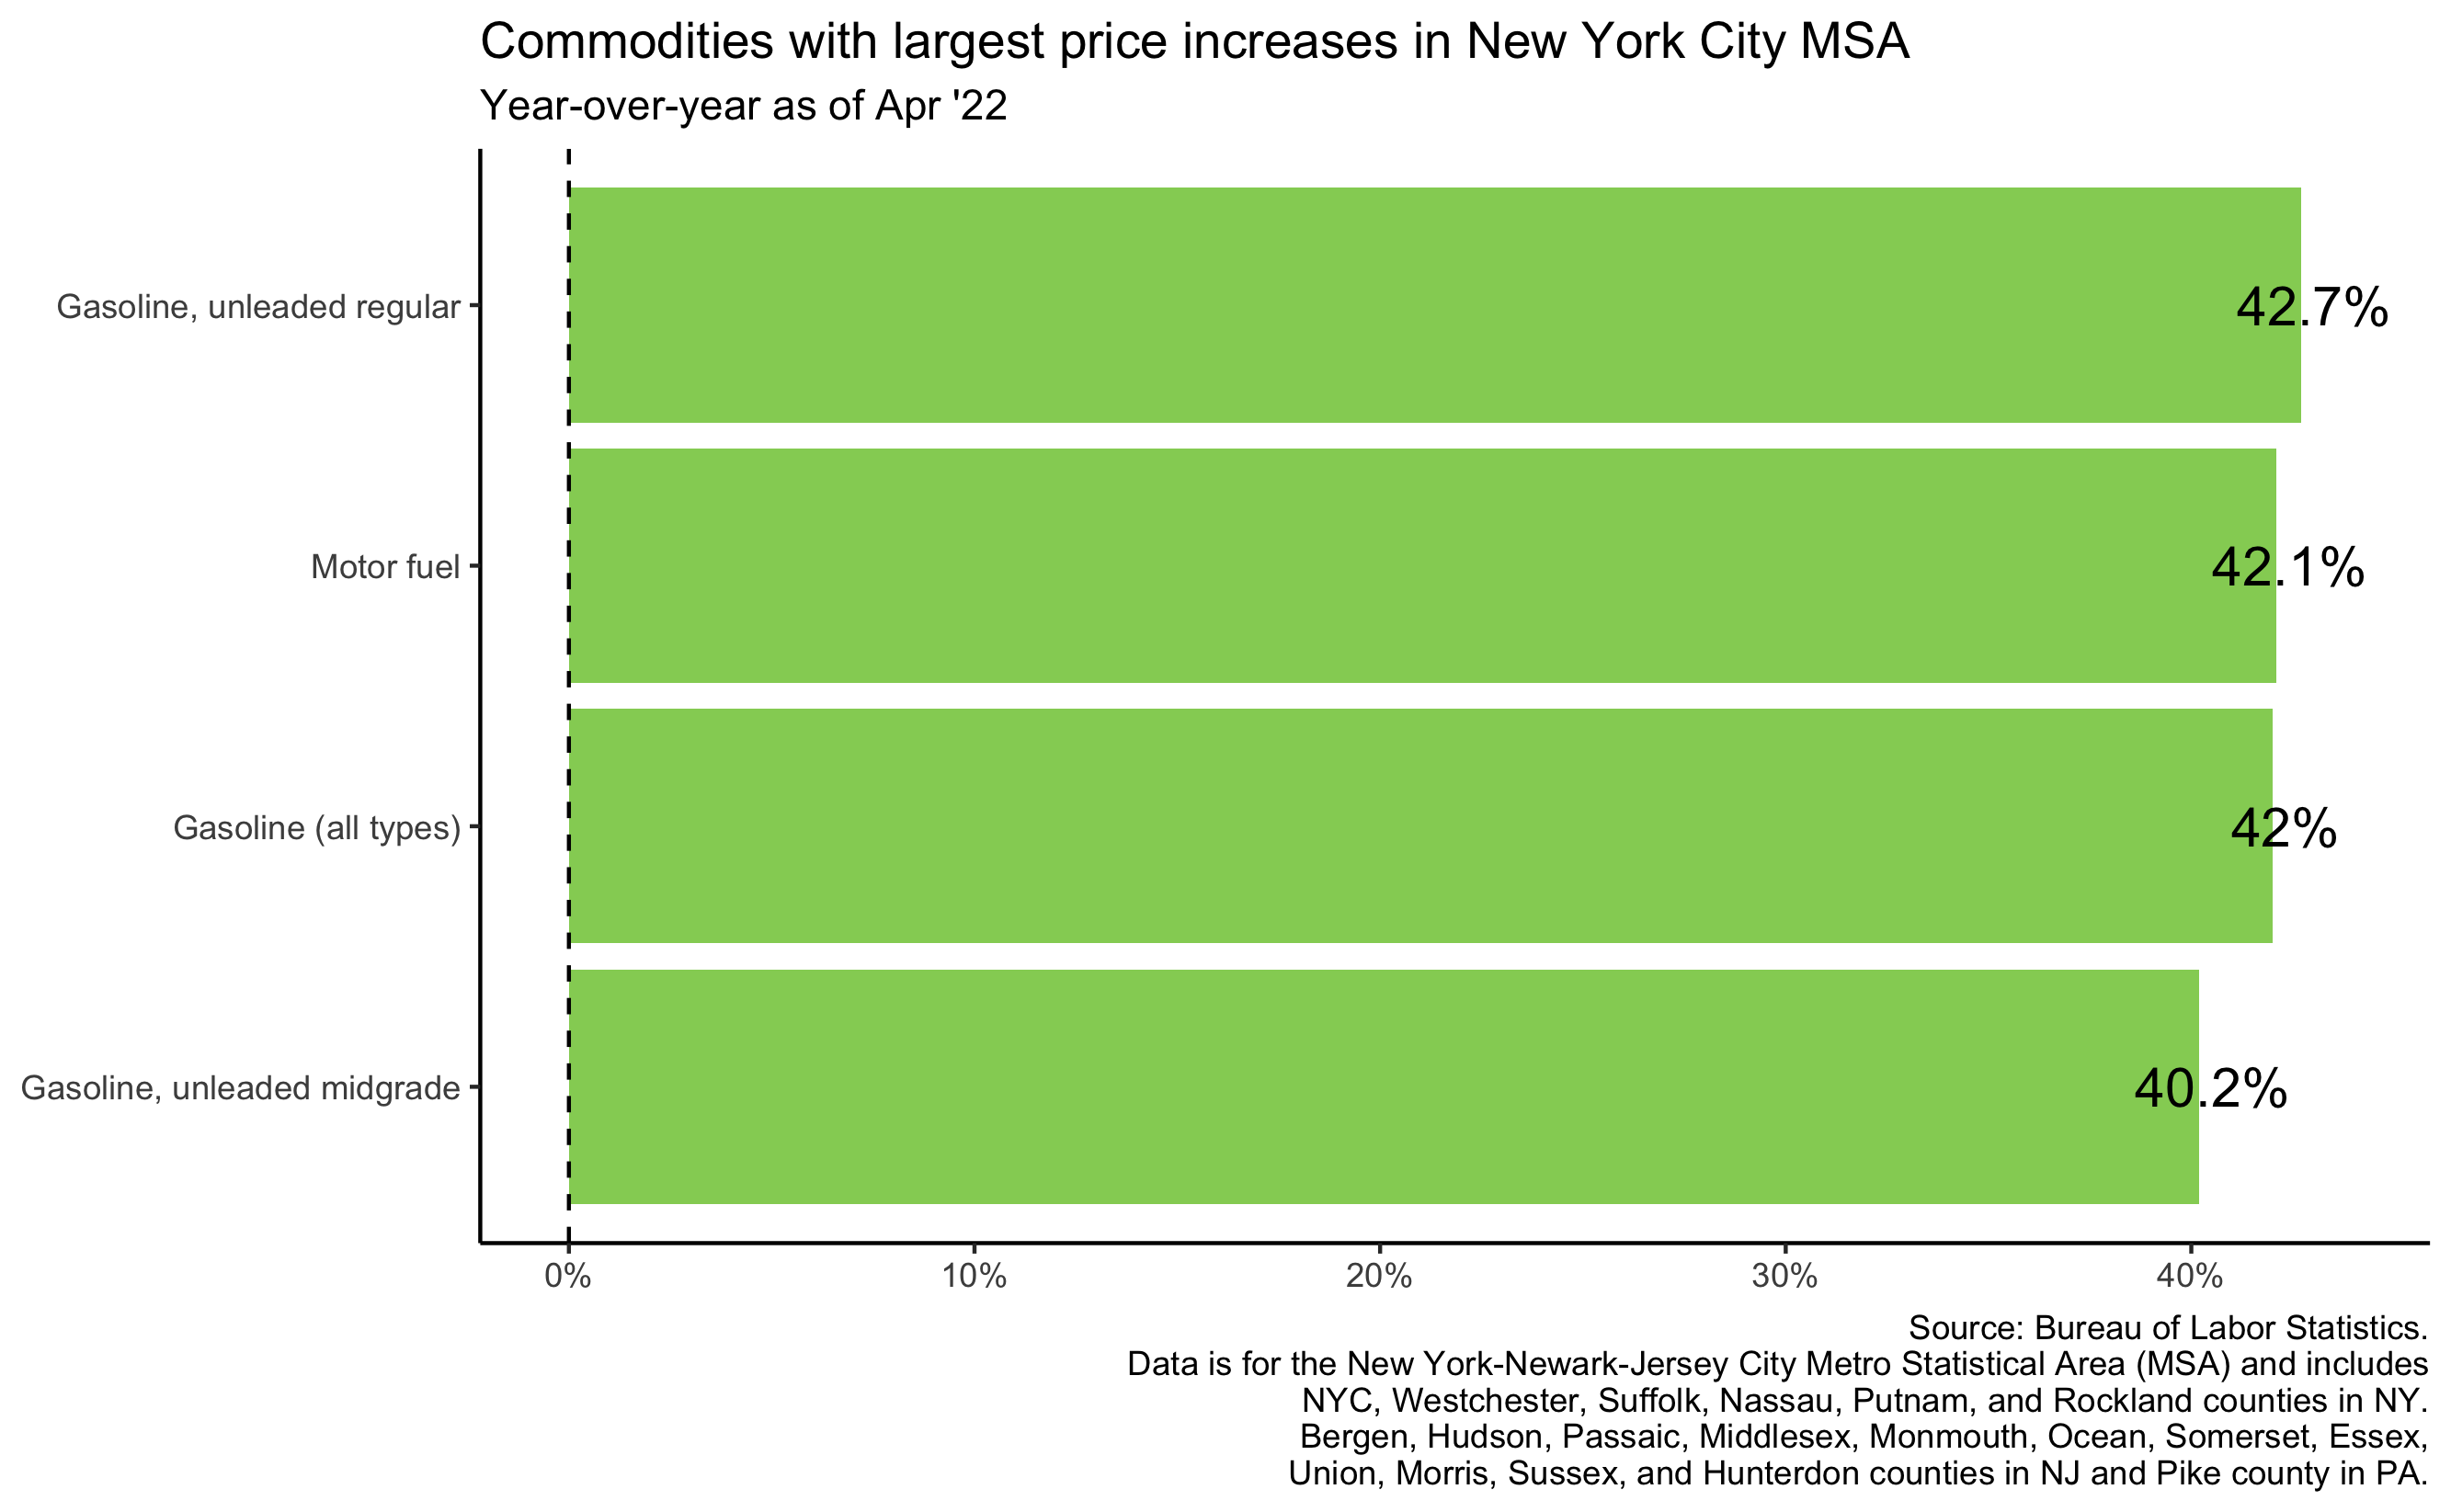 Commodities with largest price increases in New York City MSA
Year-over-year as of Apr '22
Gasoline, unleaded regular
42.7%
Motor fuel
42.1%
Gasoline (all types)
42%
Gasoline, unleaded midgrade
40.2%
0%
10%
20%
30%
40%
Source: Bureau of Labor Statistics.
Data is for the New York-Newark-Jersey City Metro Statistical Area (MSA) and includes
NYC, Westchester, Suffolk, Nassau, Putnam, and Rockland counties in NY.
Bergen, Hudson, Passaic, Middlesex, Monmouth, Ocean, Somerset, Essex,
Union, Morris, Sussex, and Hunterdon counties in NJ and Pike county in PA.